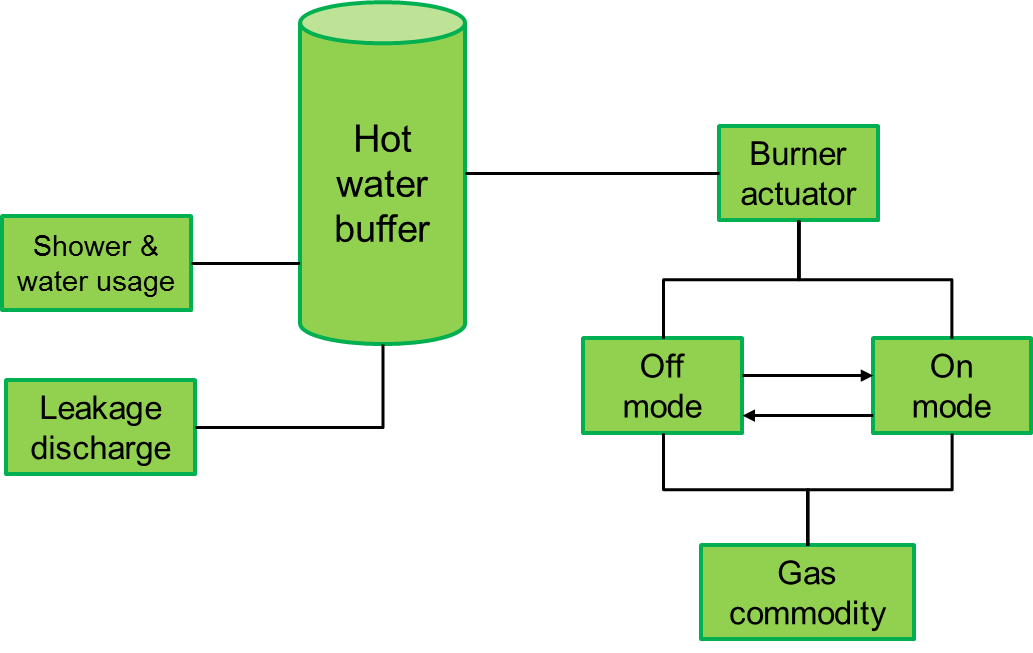 Hot
water
buffer
Burner
actuator
Shower &
water usage
Leakage
discharge
Off
mode
On
mode
Gas
commodity